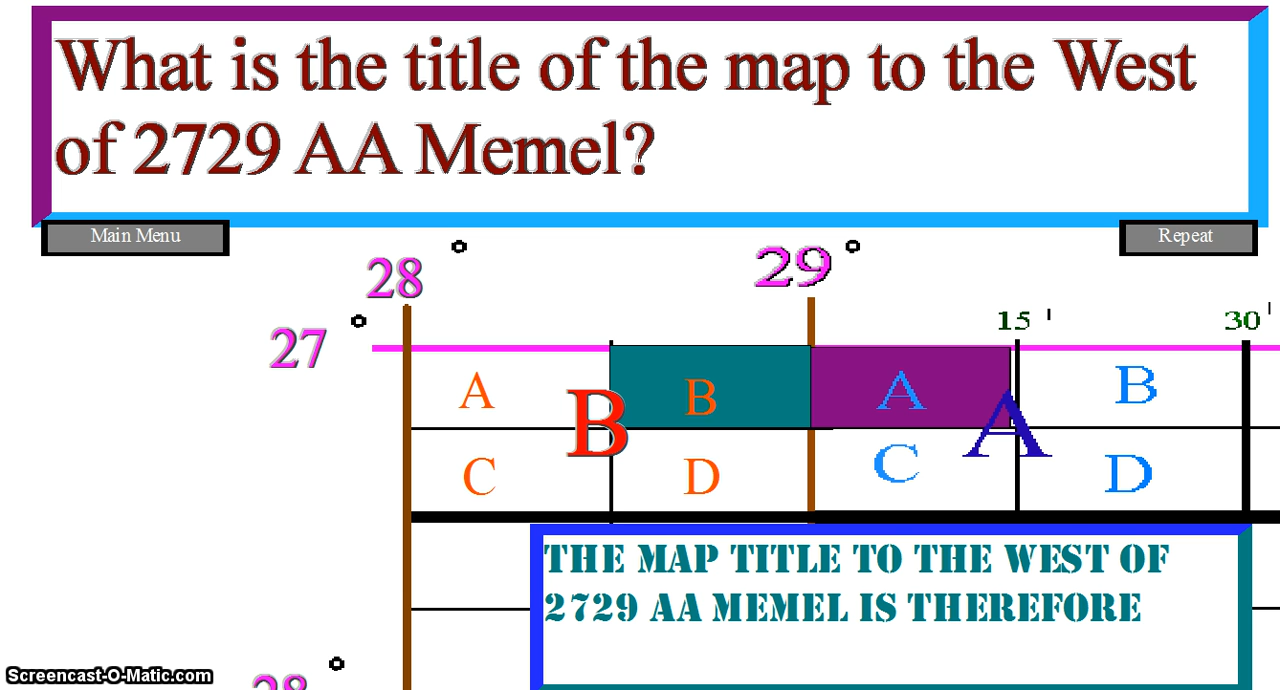 What is the title of the map to the West
of 2729 AA Memel?
Main Menu
Repeat
28 °
29 °
27 °
15 '
30 '
A
B
A
B
B
A
C
D
C
D
THE MAP TITLE TO THE WEST OF
2729 AA MEMEL IS THEREFORE
28 °
Screencast-O-Matic.com